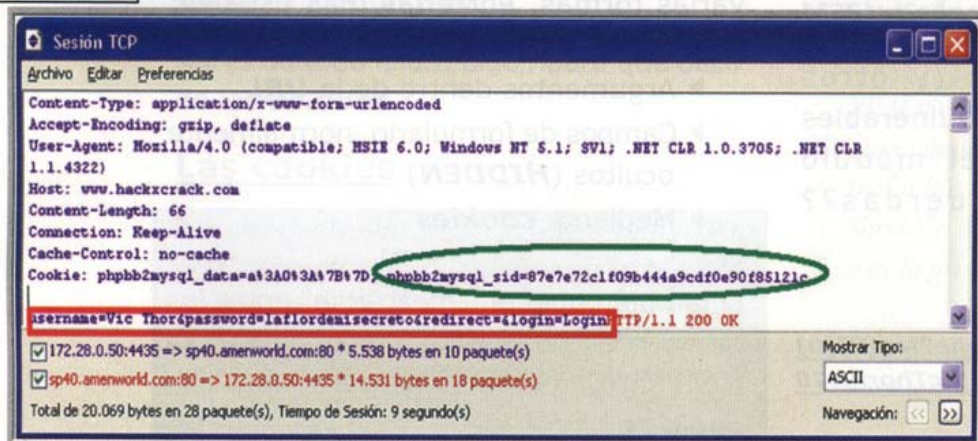 Sesión TCP
Archivo Editar Preferencias
Content-Type: application/x-www-form-urlencoded
Accept-Encoding: gzip, deflate
User-Agent: Mozilla/4.0 (compatible; MSIE 6.0; Windows NT 5.1; SV1; .NET CLR 1.0.3705; .NET CLR
1.1.4322)
Host: www.hackxcrack.com
Content-Length: 66
Connection: Keep-Alive
Cache-Control: no-cache
Cookie: phpbb2mysql_data=a%3A0%3A%7B%7D; phpbb2mysql_sid=87e7e72c1f09b444a9cdf0e90f85121c
username=Vic Thor&password=laflordemisecreto&redirect=&login=Login HTTP/1.1 200 OK
172.28.0.50:4435 => sp40.amenworld.com:80 * 5.538 bytes en 10 paquete(s)
sp40.amenworld.com:80 => 172.28.0.50:4435 * 14.531 bytes en 18 paquete(s)
Total de 20.069 bytes en 28 paquete(s), Tiempo de Sesión: 9 segundo(s)
Mostrar Tipo:
ASCII
Navegación: << >>